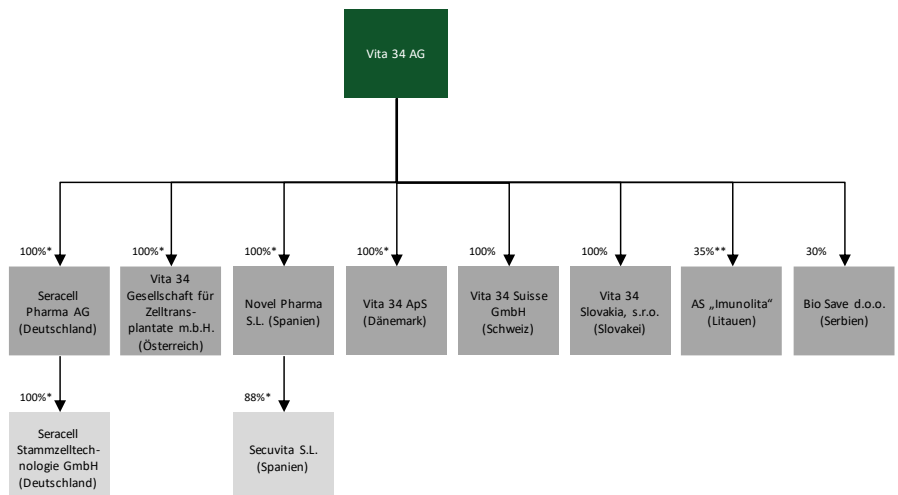 Vita 34 AG
100%*
100%*
100%*
100%*
100%
100%
35%**
30%
Seracell
Pharma AG
(Deutschland)
Vita 34
Gesellschaft für
Zelltrans-
plantate m.b.H.
(Österreich)
Novel Pharma
S.L. (Spanien)
Vita 34 ApS
(Dänemark)
Vita 34 Suisse
GmbH
(Schweiz)
Vita 34
Slovakia, s.r.o.
(Slovakei)
AS „Imunolita“
(Litauen)
Bio Save d.o.o.
(Serbien)
100%*
88%*
Seracell
Stammzelltech-
nologie GmbH
(Deutschland)
Secuvita S.L.
(Spanien)